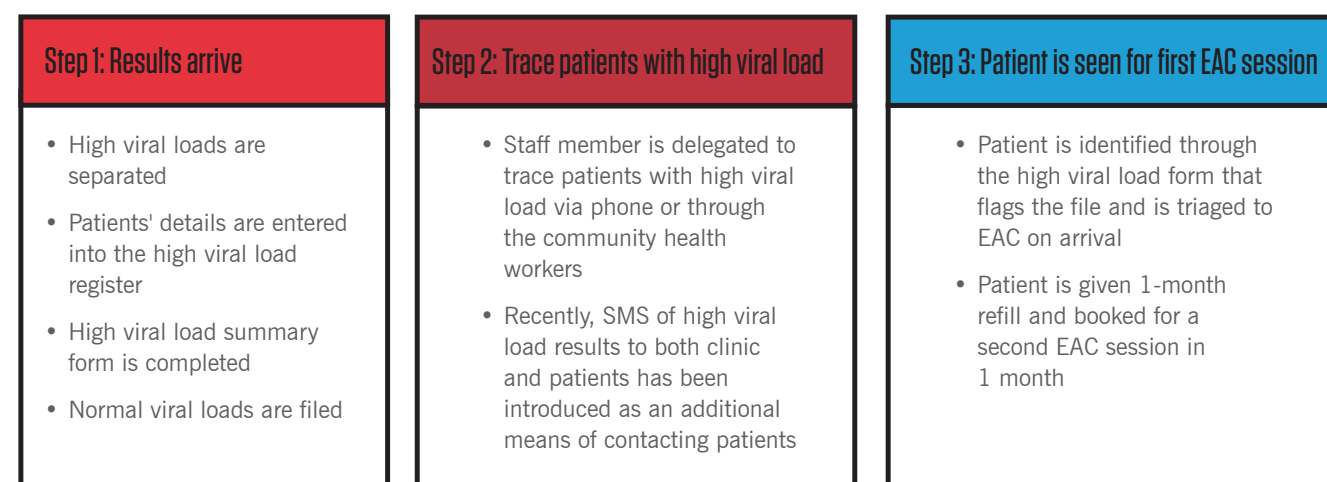 Step 1: Results arrive
• High viral loads are
separated
• Patients' details are entered
into the high viral load
register
• High viral load summary
form is completed
• Normal viral loads are filed
Step 2: Trace patients with high viral load
• Staff member is delegated to
trace patients with high viral
load via phone or through
the community health
workers
• Recently, SMS of high viral
load results to both clinic
and patients has been
introduced as an additional
means of contacting patients
Step 3: Patient is seen for first EAC session
• Patient is identified through
the high viral load form that
flags the file and is triaged to
EAC on arrival
• Patient is given 1-month
refill and booked for a
second EAC session in
1 month